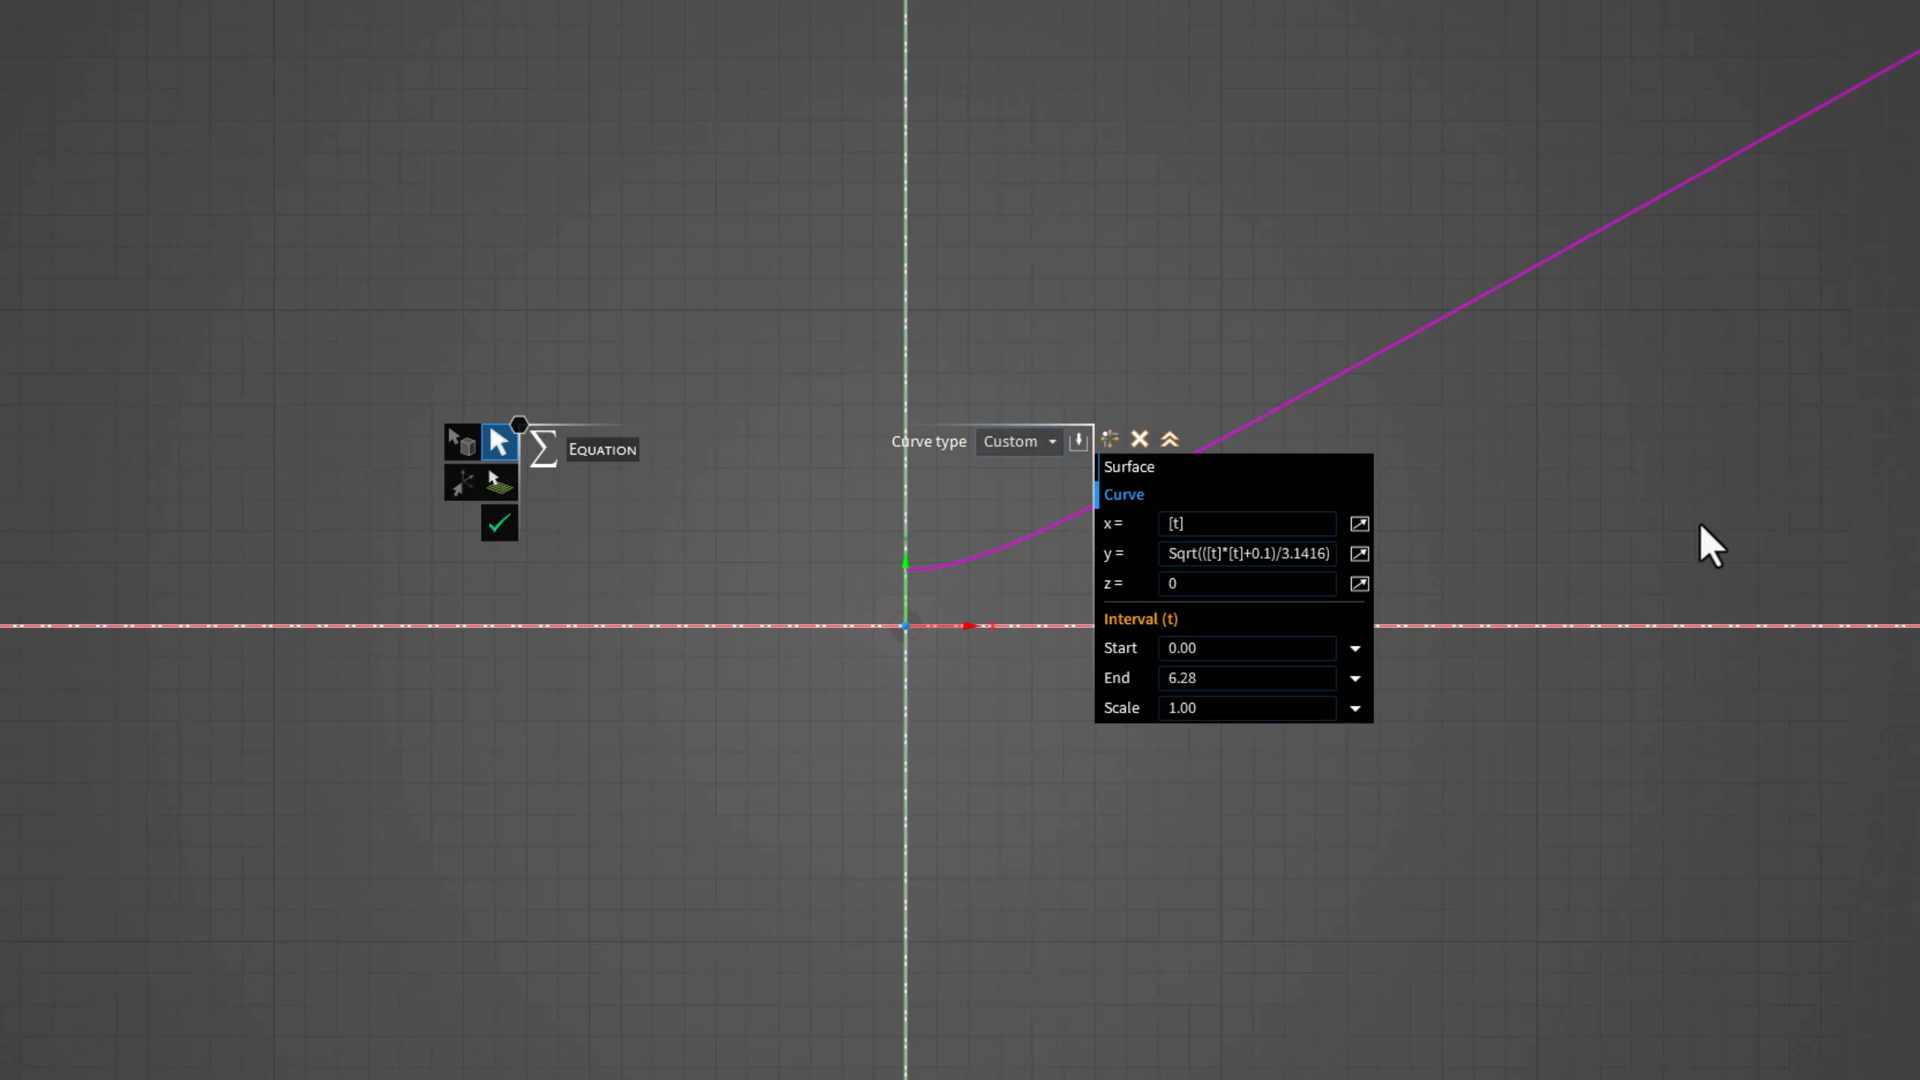 EQUATION
Curve type Custom
Surface
Curve
x = [t]
y = Sqrt(([t]*[t]+0.1)/3.1416)
z = 0
Interval (t)
Start 0.00
End 6.28
Scale 1.00